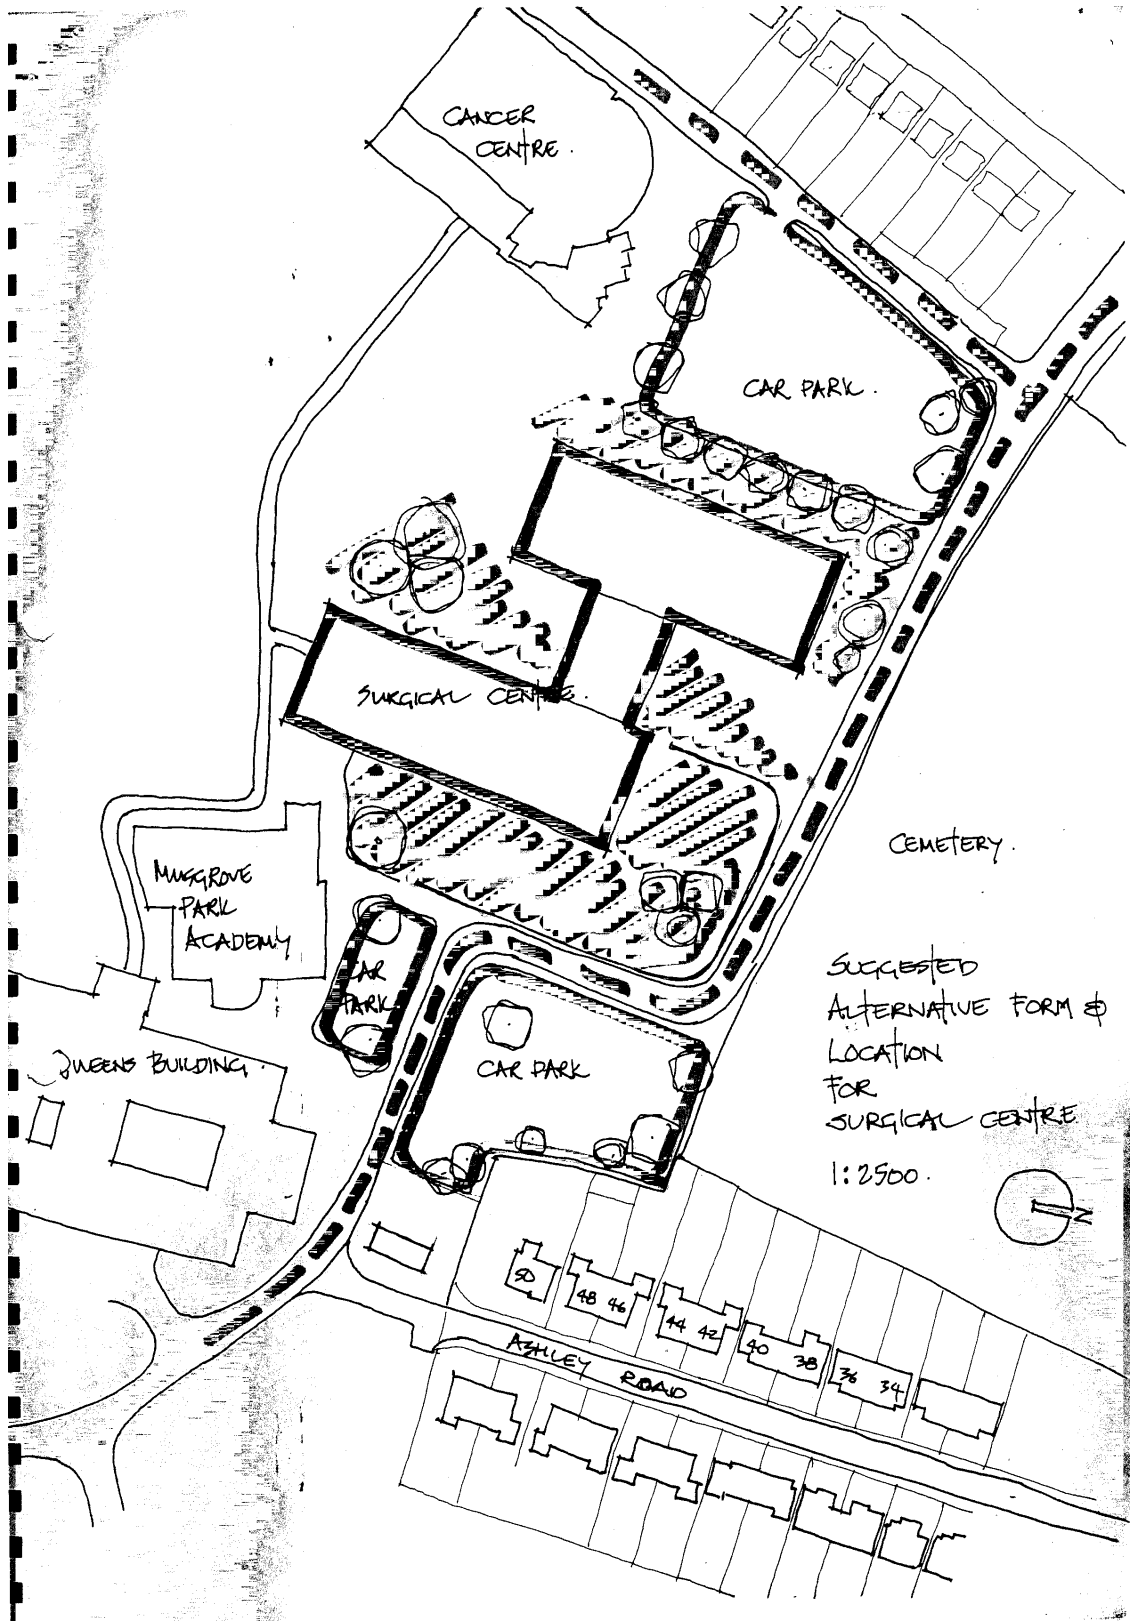 CANCER
CENTRE.
CAR PARK.
SURGICAL CENTRE.
CEMETERY.
MUSGROVE
PARK
ACADEMY
CAR
PARK
SUGGESTED
ALTERNATIVE FORM &
LOCATION
FOR
SURGICAL CENTRE
1:2500.
QUEENS BUILDING.
CAR PARK
N
50
48 46
44 42
40 38
36 34
ASHLEY ROAD